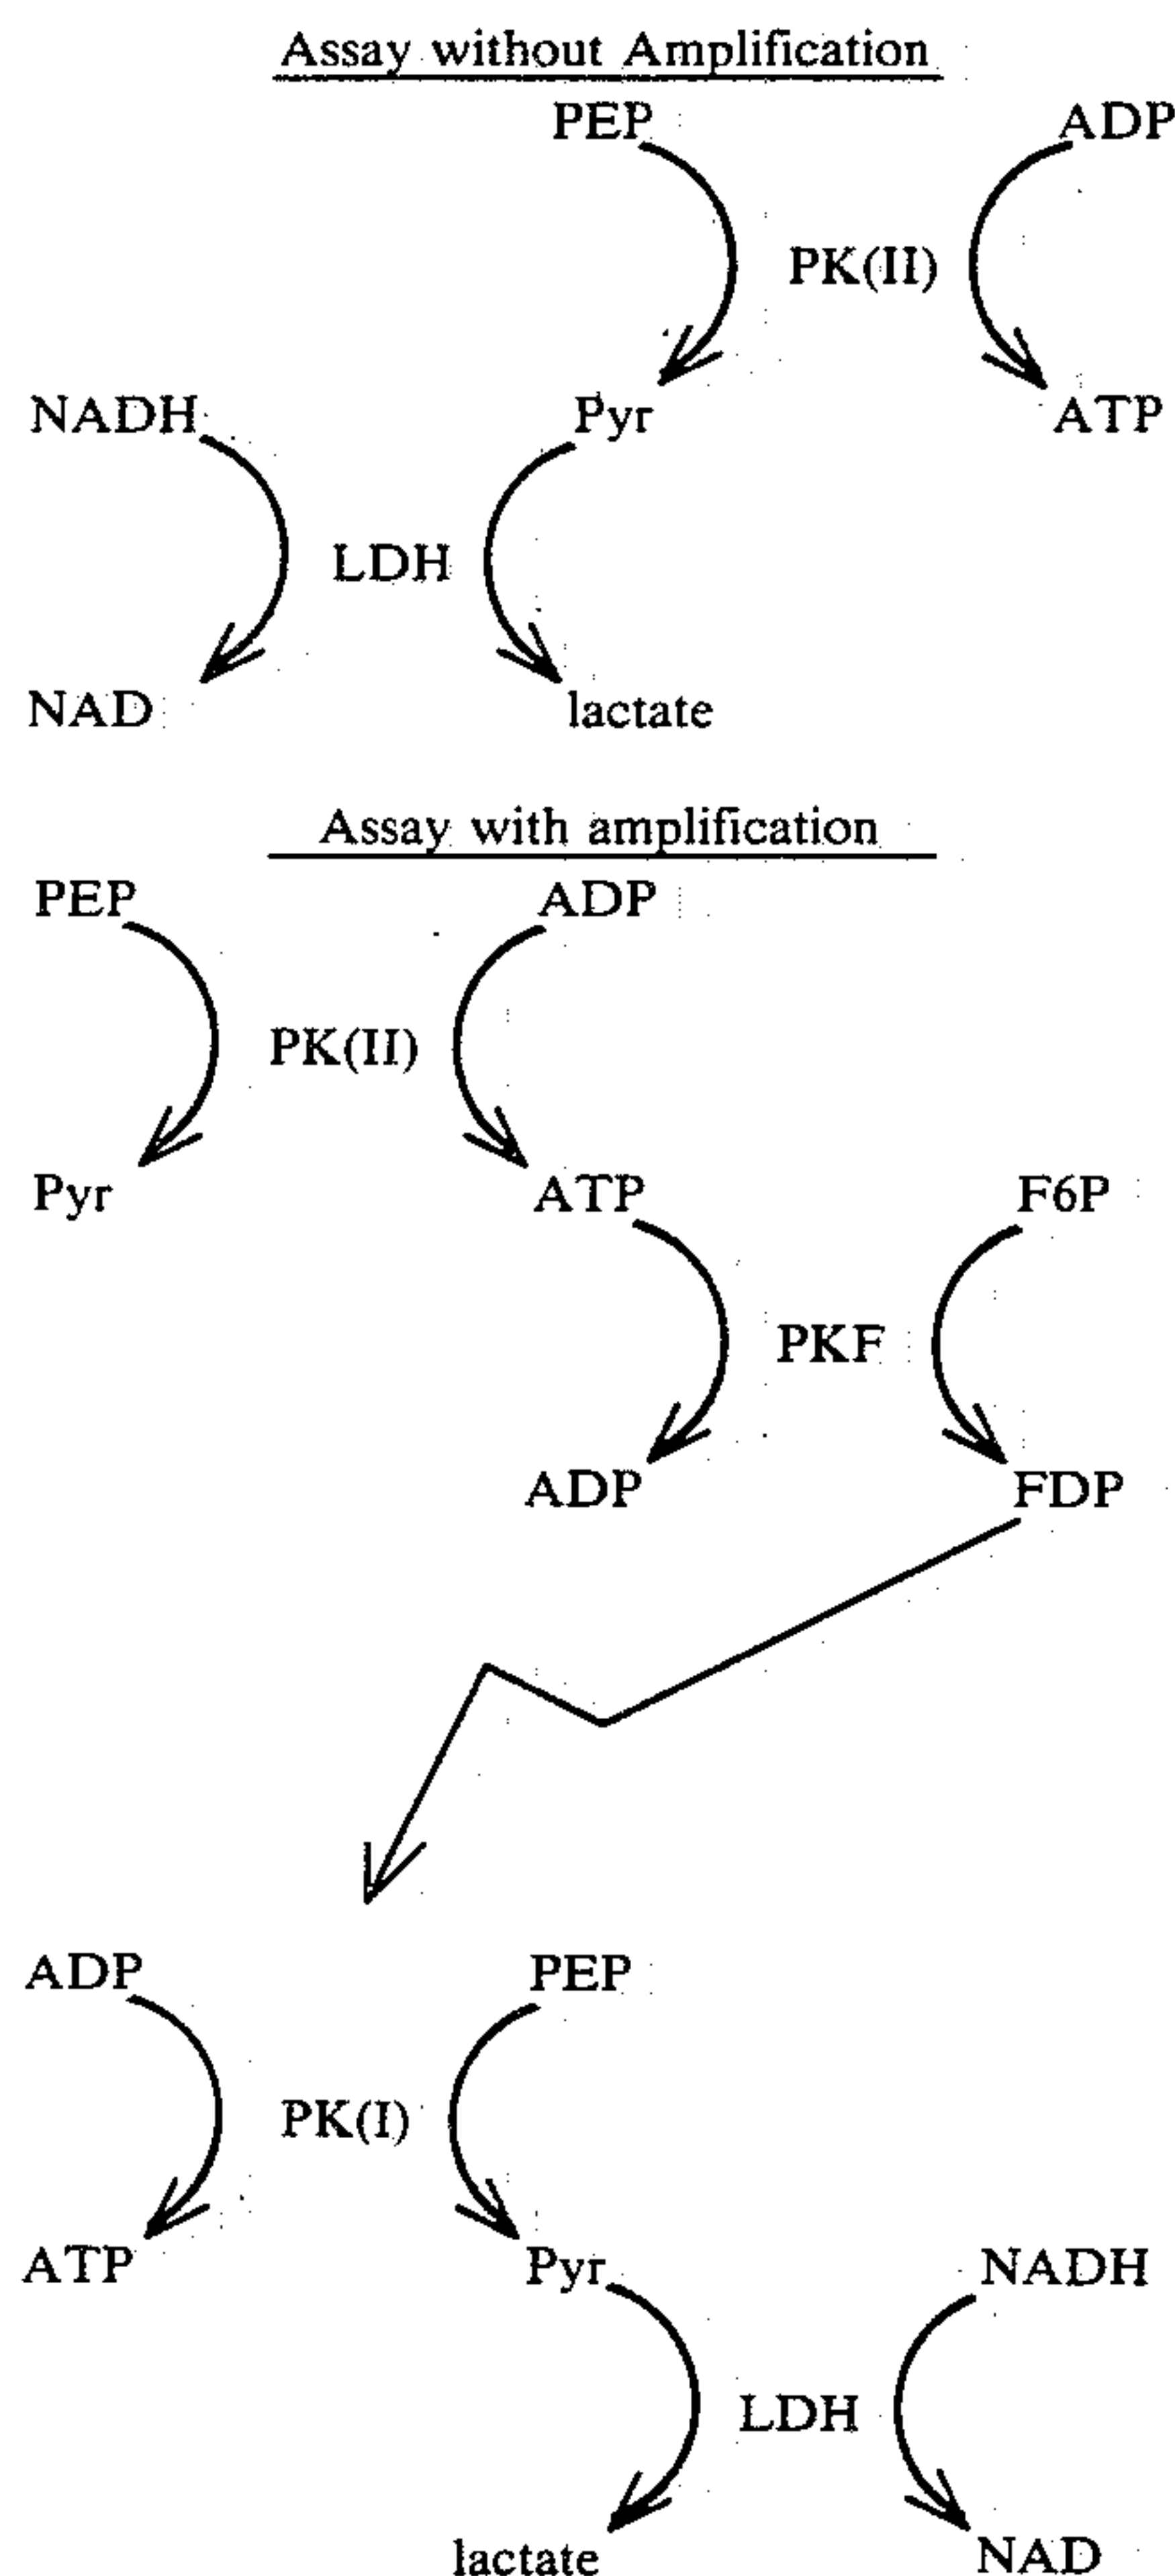 Assay without Amplification
PEP ADP
PK(II)
NADH Pyr ATP
LDH
NAD lactate
Assay with amplification
PEP ADP
PK(II)
Pyr ATP F6P
PKF
ADP FDP
ADP PEP
PK(I)
ATP Pyr NADH
LDH
lactate NAD